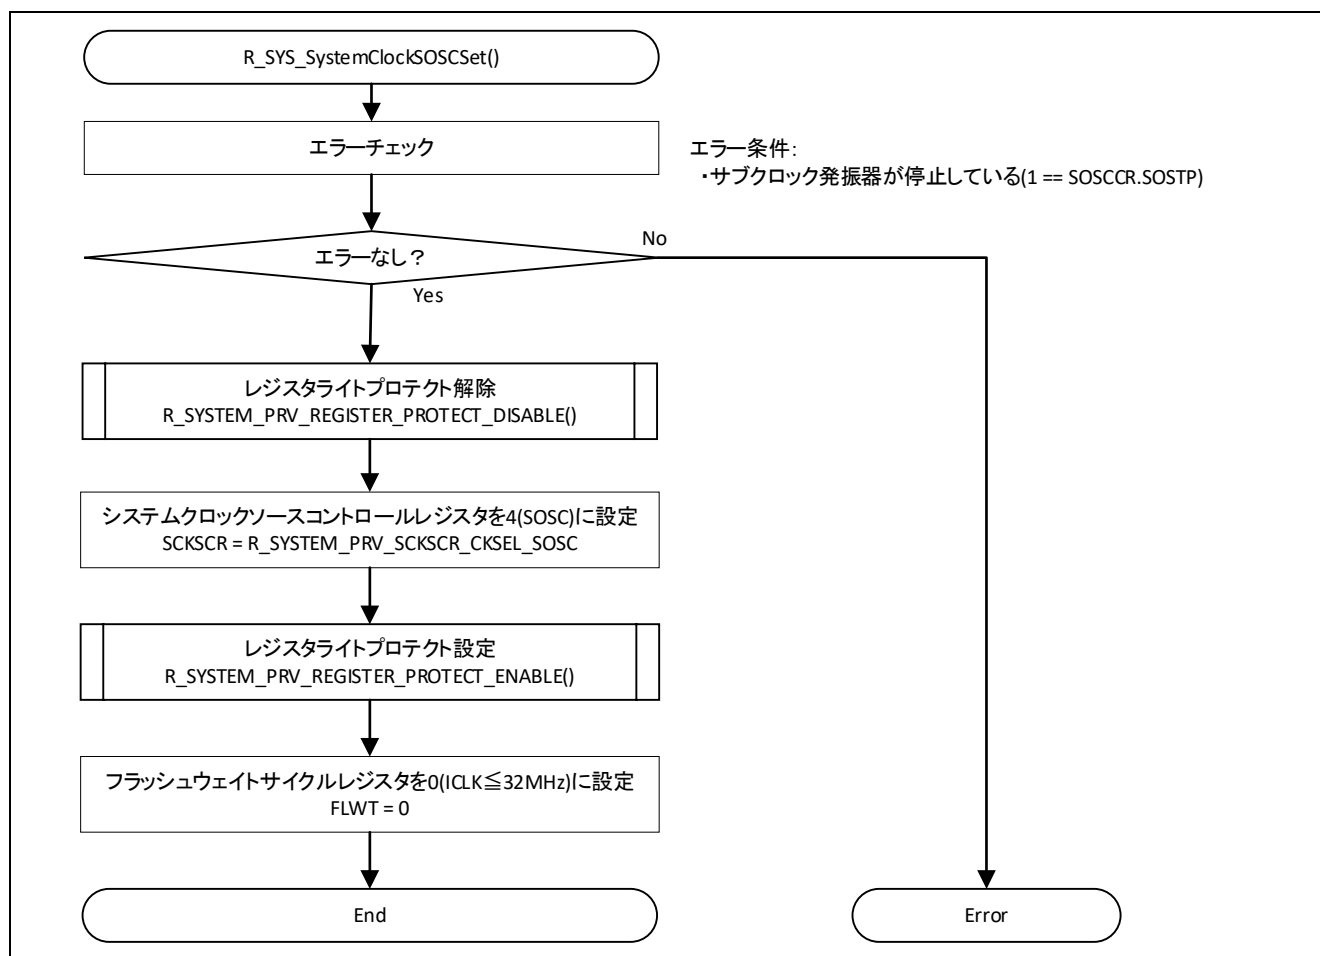 R_SYS_SystemClockSOSCSet()
エラーチェック
エラー条件:
・サブクロック発振器が停止している(1 == SOSCCR.SOSTP)
エラーなし？
No
Yes
レジスタライトプロテクト解除
R_SYSTEM_PRV_REGISTER_PROTECT_DISABLE()
システムクロックソースコントロールレジスタを4(SOSC)に設定
SCKSCR = R_SYSTEM_PRV_SCKSCR_CKSEL_SOSC
レジスタライトプロテクト設定
R_SYSTEM_PRV_REGISTER_PROTECT_ENABLE()
フラッシュウェイトサイクルレジスタを0(ICLK≦32MHz)に設定
FLWT = 0
End
Error